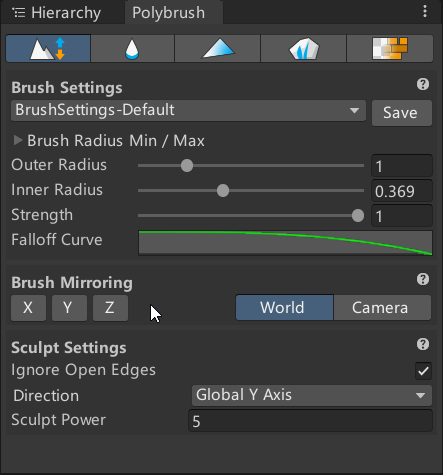 Hierarchy Polybrush
Brush Settings
BrushSettings-Default Save
Brush Radius Min / Max
Outer Radius 1
Inner Radius 0.369
Strength 1
Falloff Curve
Brush Mirroring
X Y Z World Camera
Sculpt Settings
Ignore Open Edges
Direction Global Y Axis
Sculpt Power 5